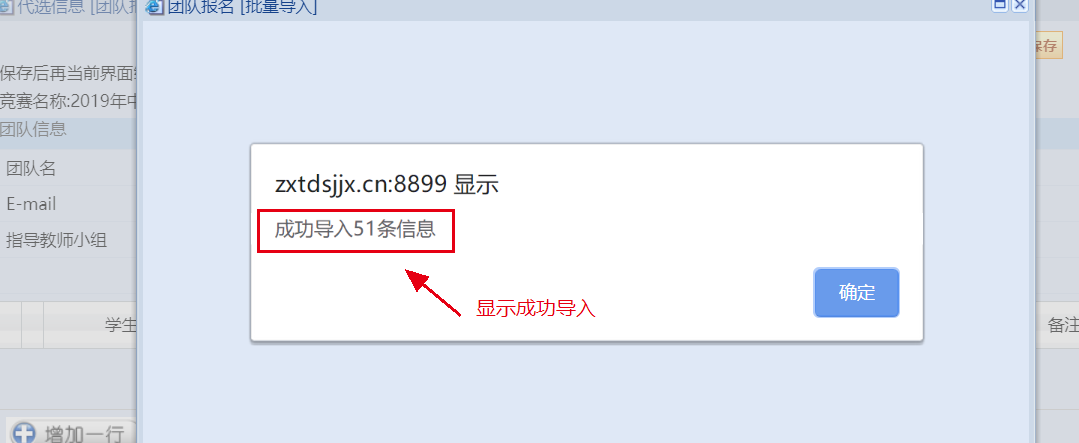 代选信息 [团队报
团队报名 [批量导入]
保存
保存后再当前界面
竞赛名称:2019年中
团队信息
团队名
E-mail
指导教师小组
zxtdsjjx.cn:8899 显示
成功导入51条信息
确定
显示成功导入
学生
备注
增加一行